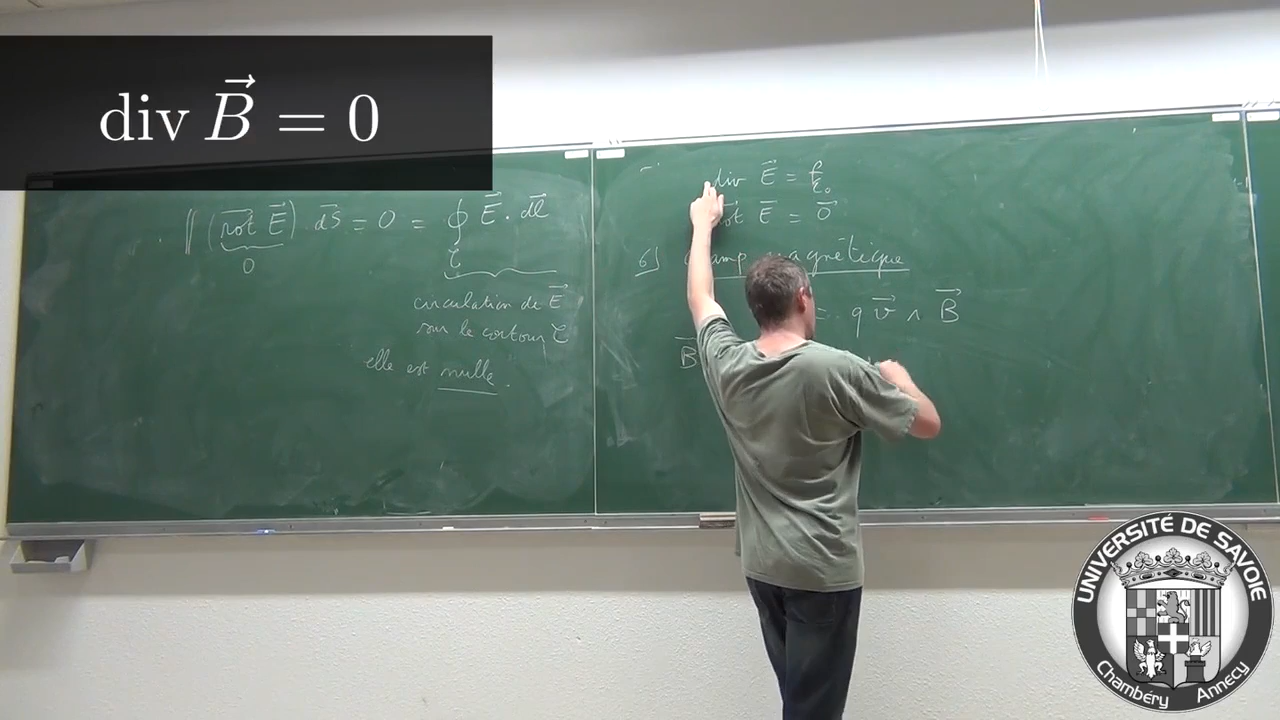 div B⃗ = 0
∬ (rot⃗ E⃗) dS⃗ = 0 = ∮ E⃗ . dl⃗
0
circulation de E⃗
sur le contour C
elle est nulle.
div E⃗ = ρ/ε₀
rot E⃗ = 0⃗
6) champ magnétique
= q v⃗ ∧ B⃗
B
UNIVERSITÉ DE SAVOIE
Chambéry Annecy